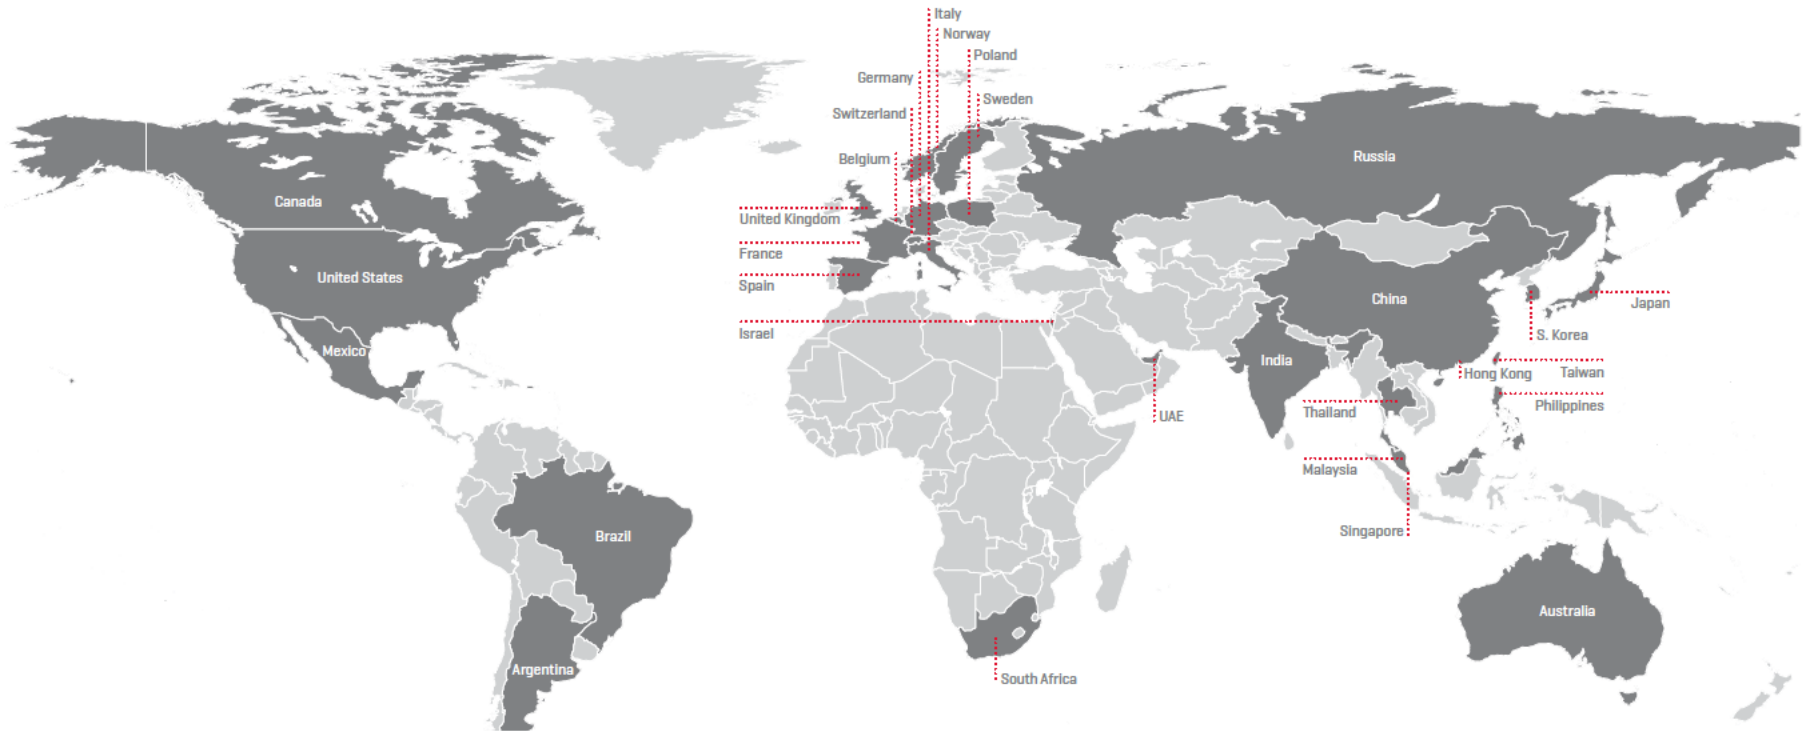 Italy
Norway
Poland
Germany
Sweden
Switzerland
Belgium
Russia
Canada
United Kingdom
France
United States
Spain
China
Japan
Israel
S. Korea
Mexico
India
Hong Kong
Taiwan
Thailand
Philippines
UAE
Malaysia
Singapore
Brazil
Australia
Argentina
South Africa